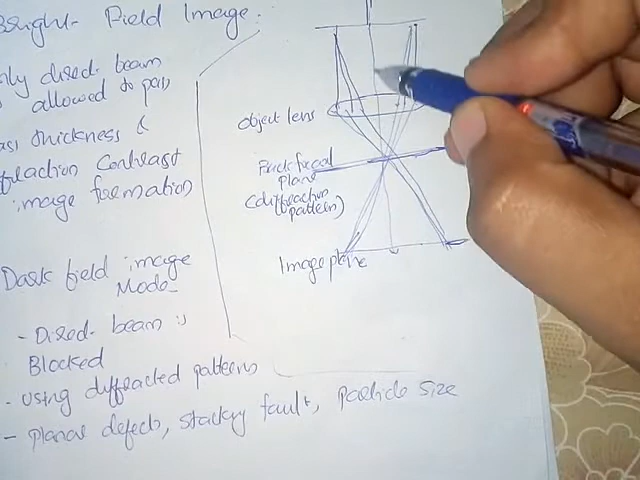 Bright- Field Image:
only direct beam
allowed to pass
mass thickness &
diffraction Contrast
image formation
Object lens
Back focal
plane
(diffraction
pattern)
Image plane
Dark field image
Mode-
- Direct- beam is
Blocked
- Using diffracted patterns
- planar defects, stacking fault, particle size